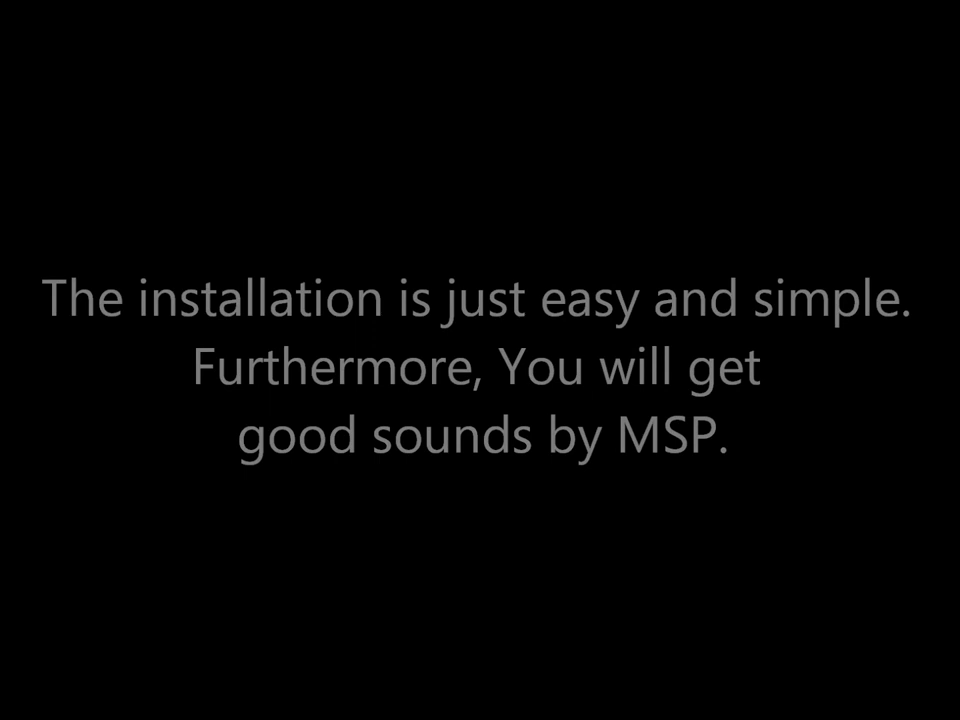 The installation is just easy and simple.
Furthermore, You will get
good sounds by MSP.